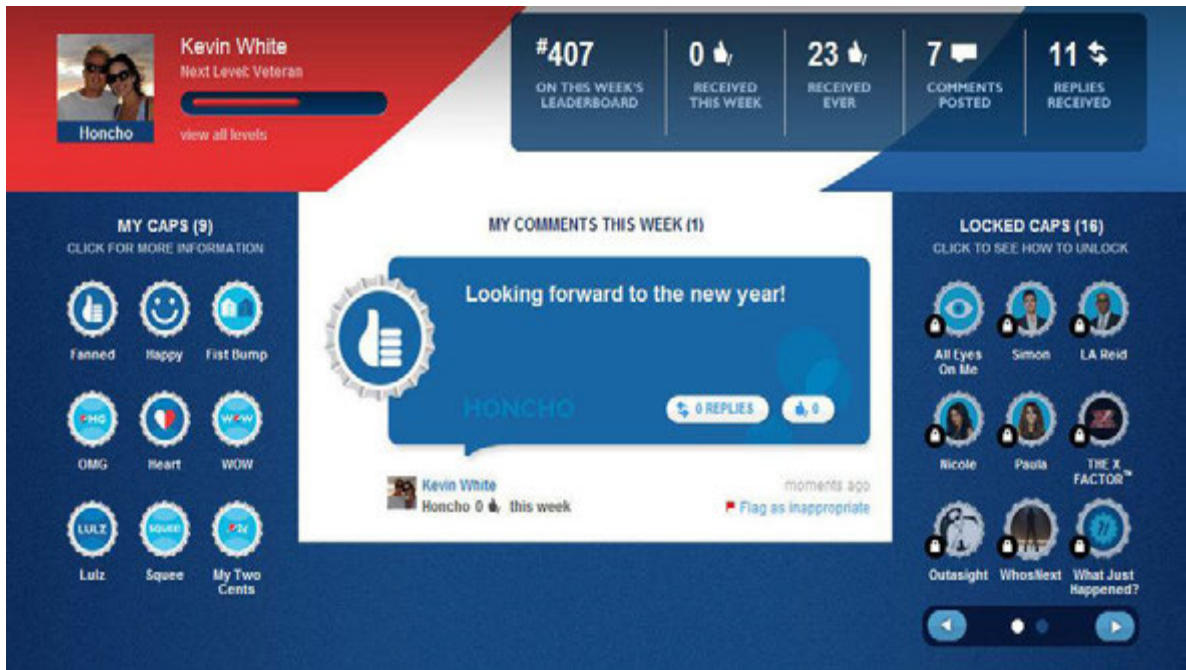 Kevin White
Next Level: Veteran
Honcho
view all levels
#407
ON THIS WEEK'S
LEADERBOARD
0
RECEIVED
THIS WEEK
23
RECEIVED
EVER
7
COMMENTS
POSTED
11
REPLIES
RECEIVED
MY CAPS (9)
CLICK FOR MORE INFORMATION
Fanned
Happy
Fist Bump
OMG
OMG
WOW
Heart
WOW
LULZ
SQUEE!
Lulz
Squee
My Two
Cents
MY COMMENTS THIS WEEK (1)
Looking forward to the new year!
HONCHO
0 REPLIES
0
Kevin White
moments ago
Honcho 0 this week
Flag as inappropriate
LOCKED CAPS (16)
CLICK TO SEE HOW TO UNLOCK
All Eyes
On Me
Simon
LA Reid
Nicole
Paula
THE X
FACTOR™
Outasight
WhosNext
What Just
Happened?